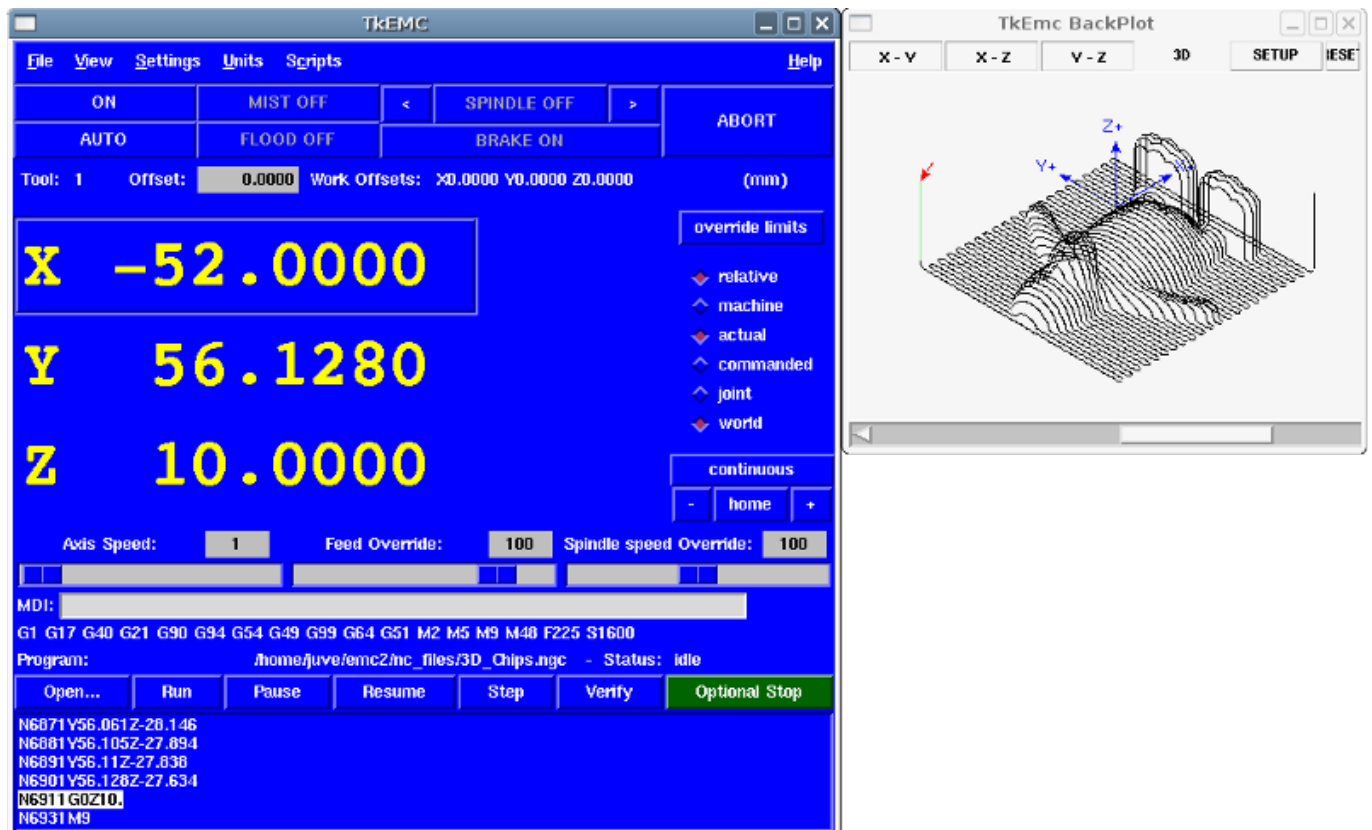 TkEMC
File View Settings Units Scripts Help
ON MIST OFF < SPINDLE OFF > ABORT
AUTO FLOOD OFF BRAKE ON
Tool: 1 Offset: 0.0000 Work Offsets: X0.0000 Y0.0000 Z0.0000 (mm)
override limits
X -52.0000
relative
machine
Y 56.1280
actual
commanded
joint
world
Z 10.0000
continuous
- home +
Axis Speed: 1 Feed Override: 100 Spindle speed Override: 100
MDI:
G1 G17 G40 G21 G90 G94 G54 G49 G99 G64 G51 M2 M5 M9 M48 F225 S1600
Program: /home/juve/emc2/nc_files/3D_Chips.ngc - Status: idle
Open... Run Pause Resume Step Verify Optional Stop
N6871Y56.061Z-28.146
N6881Y56.105Z-27.894
N6891Y56.11Z-27.838
N6901Y56.128Z-27.634
N6911G0Z10.
N6931M9
TkEmc BackPlot
X - Y X - Z Y - Z 3D SETUP
Z+
Y+